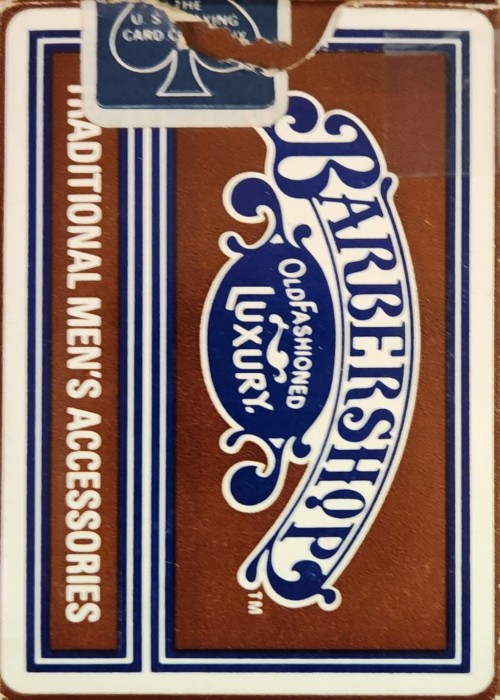 THE
CARD
BARBERSHOP
OLDFASHIONED
LUXURY.
TM
TRADITIONAL MEN'S ACCESSORIES